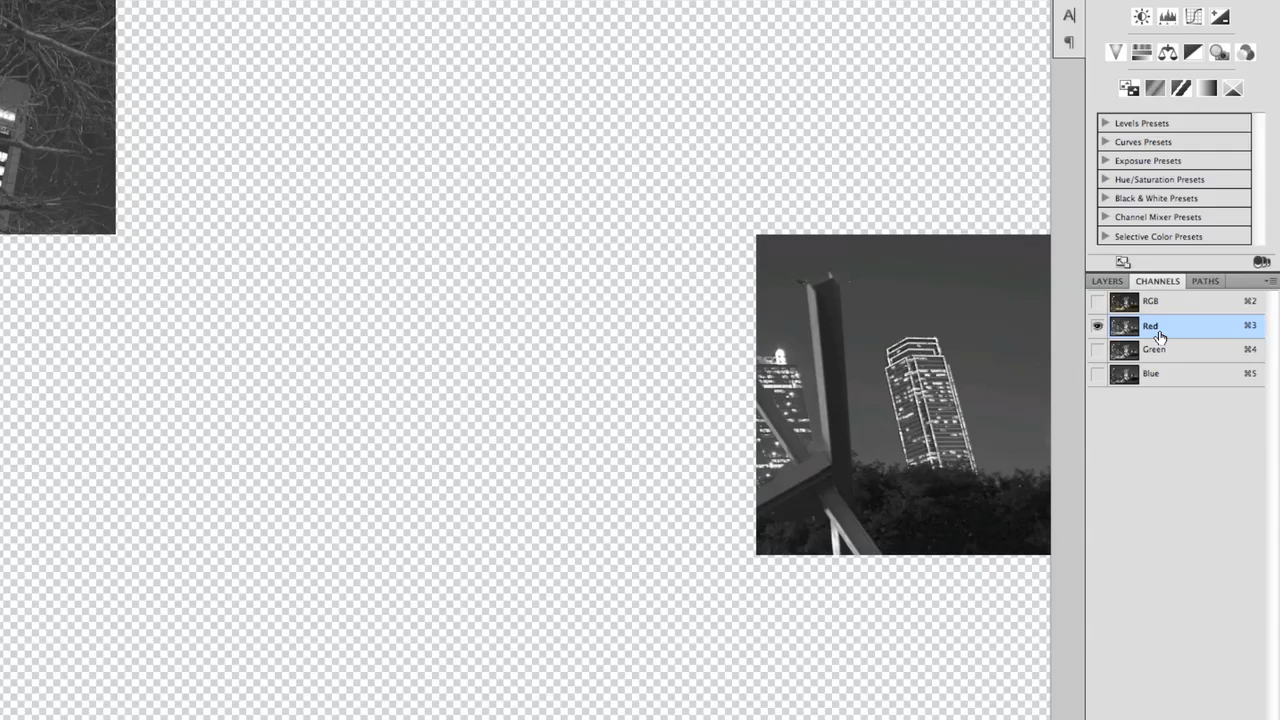 A|
¶
Levels Presets
Curves Presets
Exposure Presets
Hue/Saturation Presets
Black & White Presets
Channel Mixer Presets
Selective Color Presets
LAYERS CHANNELS PATHS
RGB ⌘2
Red ⌘3
Green ⌘4
Blue ⌘5